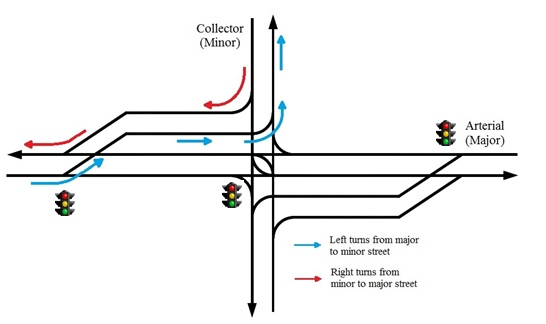 Collector
(Minor)
Arterial
(Major)
Left turns from major
to minor street
Right turns from
minor to major street